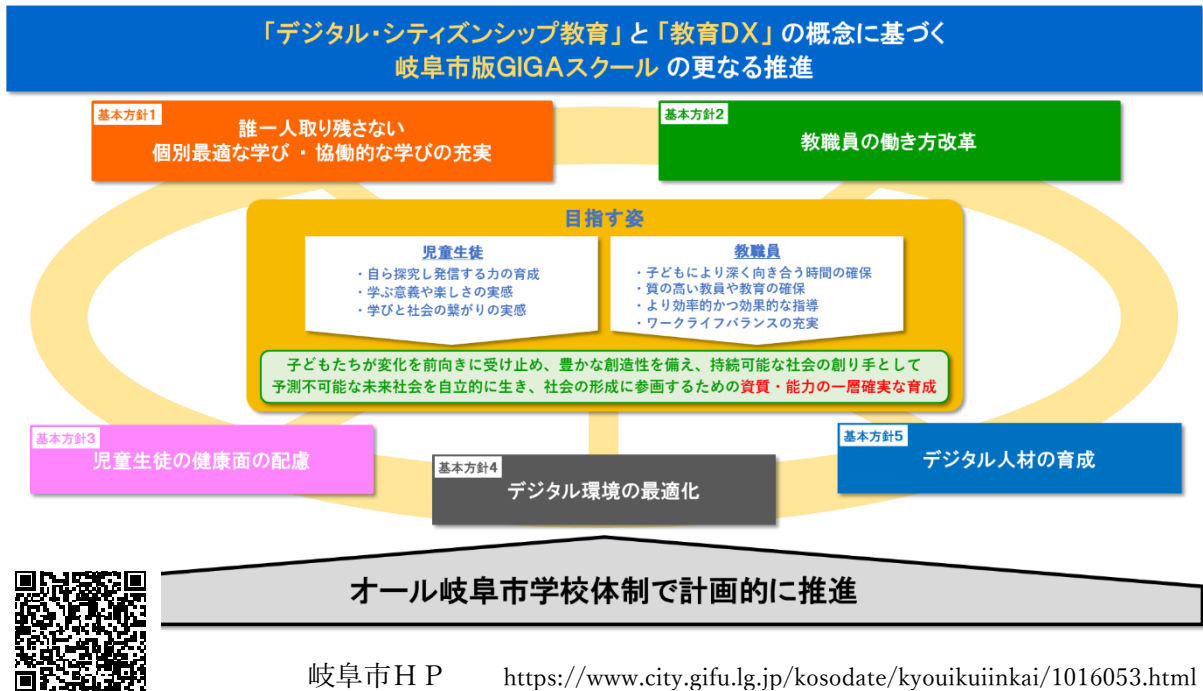 「デジタル・シティズンシップ教育」と「教育DX」の概念に基づく
岐阜市版GIGAスクール の更なる推進
基本方針1
誰一人取り残さない
個別最適な学び ・ 協働的な学びの充実
基本方針2
教職員の働き方改革
目指す姿
児童生徒
・自ら探究し発信する力の育成
・学ぶ意義や楽しさの実感
・学びと社会の繋がりの実感
教職員
・子どもにより深く向き合う時間の確保
・質の高い教員や教育の確保
・より効率的かつ効果的な指導
・ワークライフバランスの充実
子どもたちが変化を前向きに受け止め、豊かな創造性を備え、持続可能な社会の創り手として
予測不可能な未来社会を自立的に生き、社会の形成に参画するための資質・能力の一層確実な育成
基本方針3
児童生徒の健康面の配慮
基本方針4
デジタル環境の最適化
基本方針5
デジタル人材の育成
オール岐阜市学校体制で計画的に推進
岐阜市ＨＰ https://www.city.gifu.lg.jp/kosodate/kyouikuiinkai/1016053.html